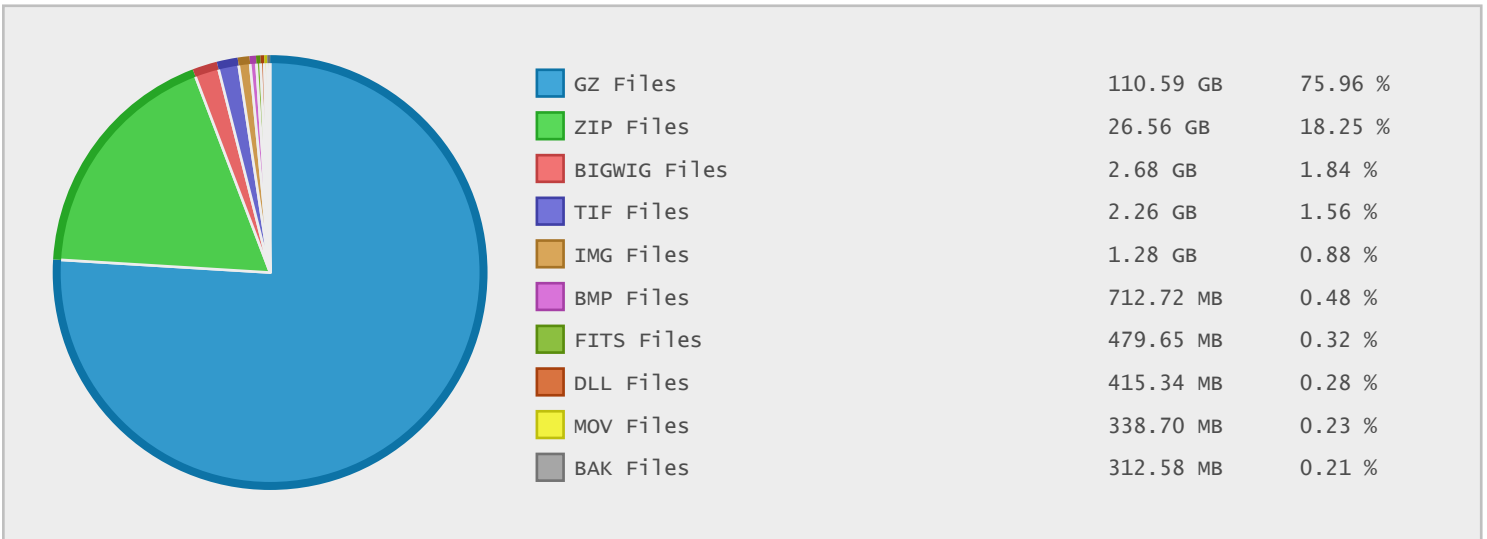 GZ Files 110.59 GB 75.96 %
ZIP Files 26.56 GB 18.25 %
BIGWIG Files 2.68 GB 1.84 %
TIF Files 2.26 GB 1.56 %
IMG Files 1.28 GB 0.88 %
BMP Files 712.72 MB 0.48 %
FITS Files 479.65 MB 0.32 %
DLL Files 415.34 MB 0.28 %
MOV Files 338.70 MB 0.23 %
BAK Files 312.58 MB 0.21 %